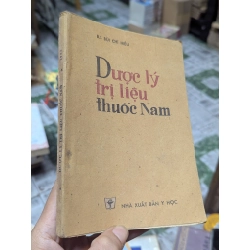 Dược lý
trị liệu
thuốc Nam
NHÀ XUẤT BẢN Y HỌC